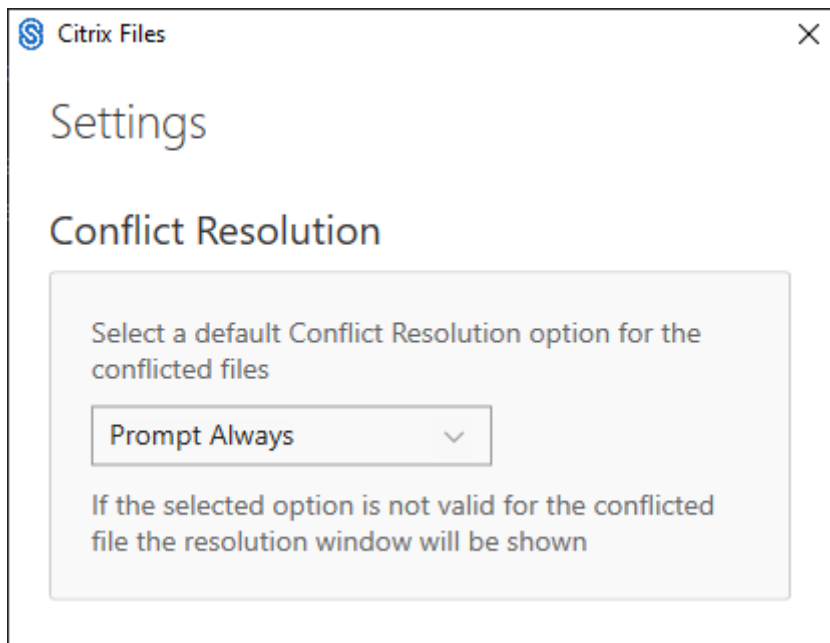 Citrix Files
Settings
Conflict Resolution
Select a default Conflict Resolution option for the
conflicted files
Prompt Always
If the selected option is not valid for the conflicted
file the resolution window will be shown